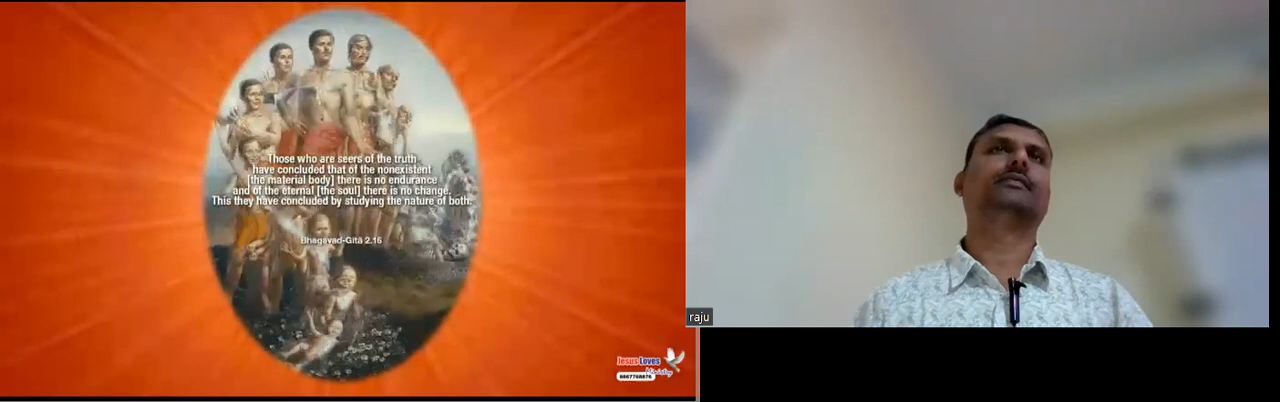 Those who are seers of the truth
have concluded that of the nonexistent
[the material body] there is no endurance
and of the eternal [the soul] there is no change.
This they have concluded by studying the nature of both.
Bhagavad-Gita 2.16
raju
Jesus Loves
Ministry